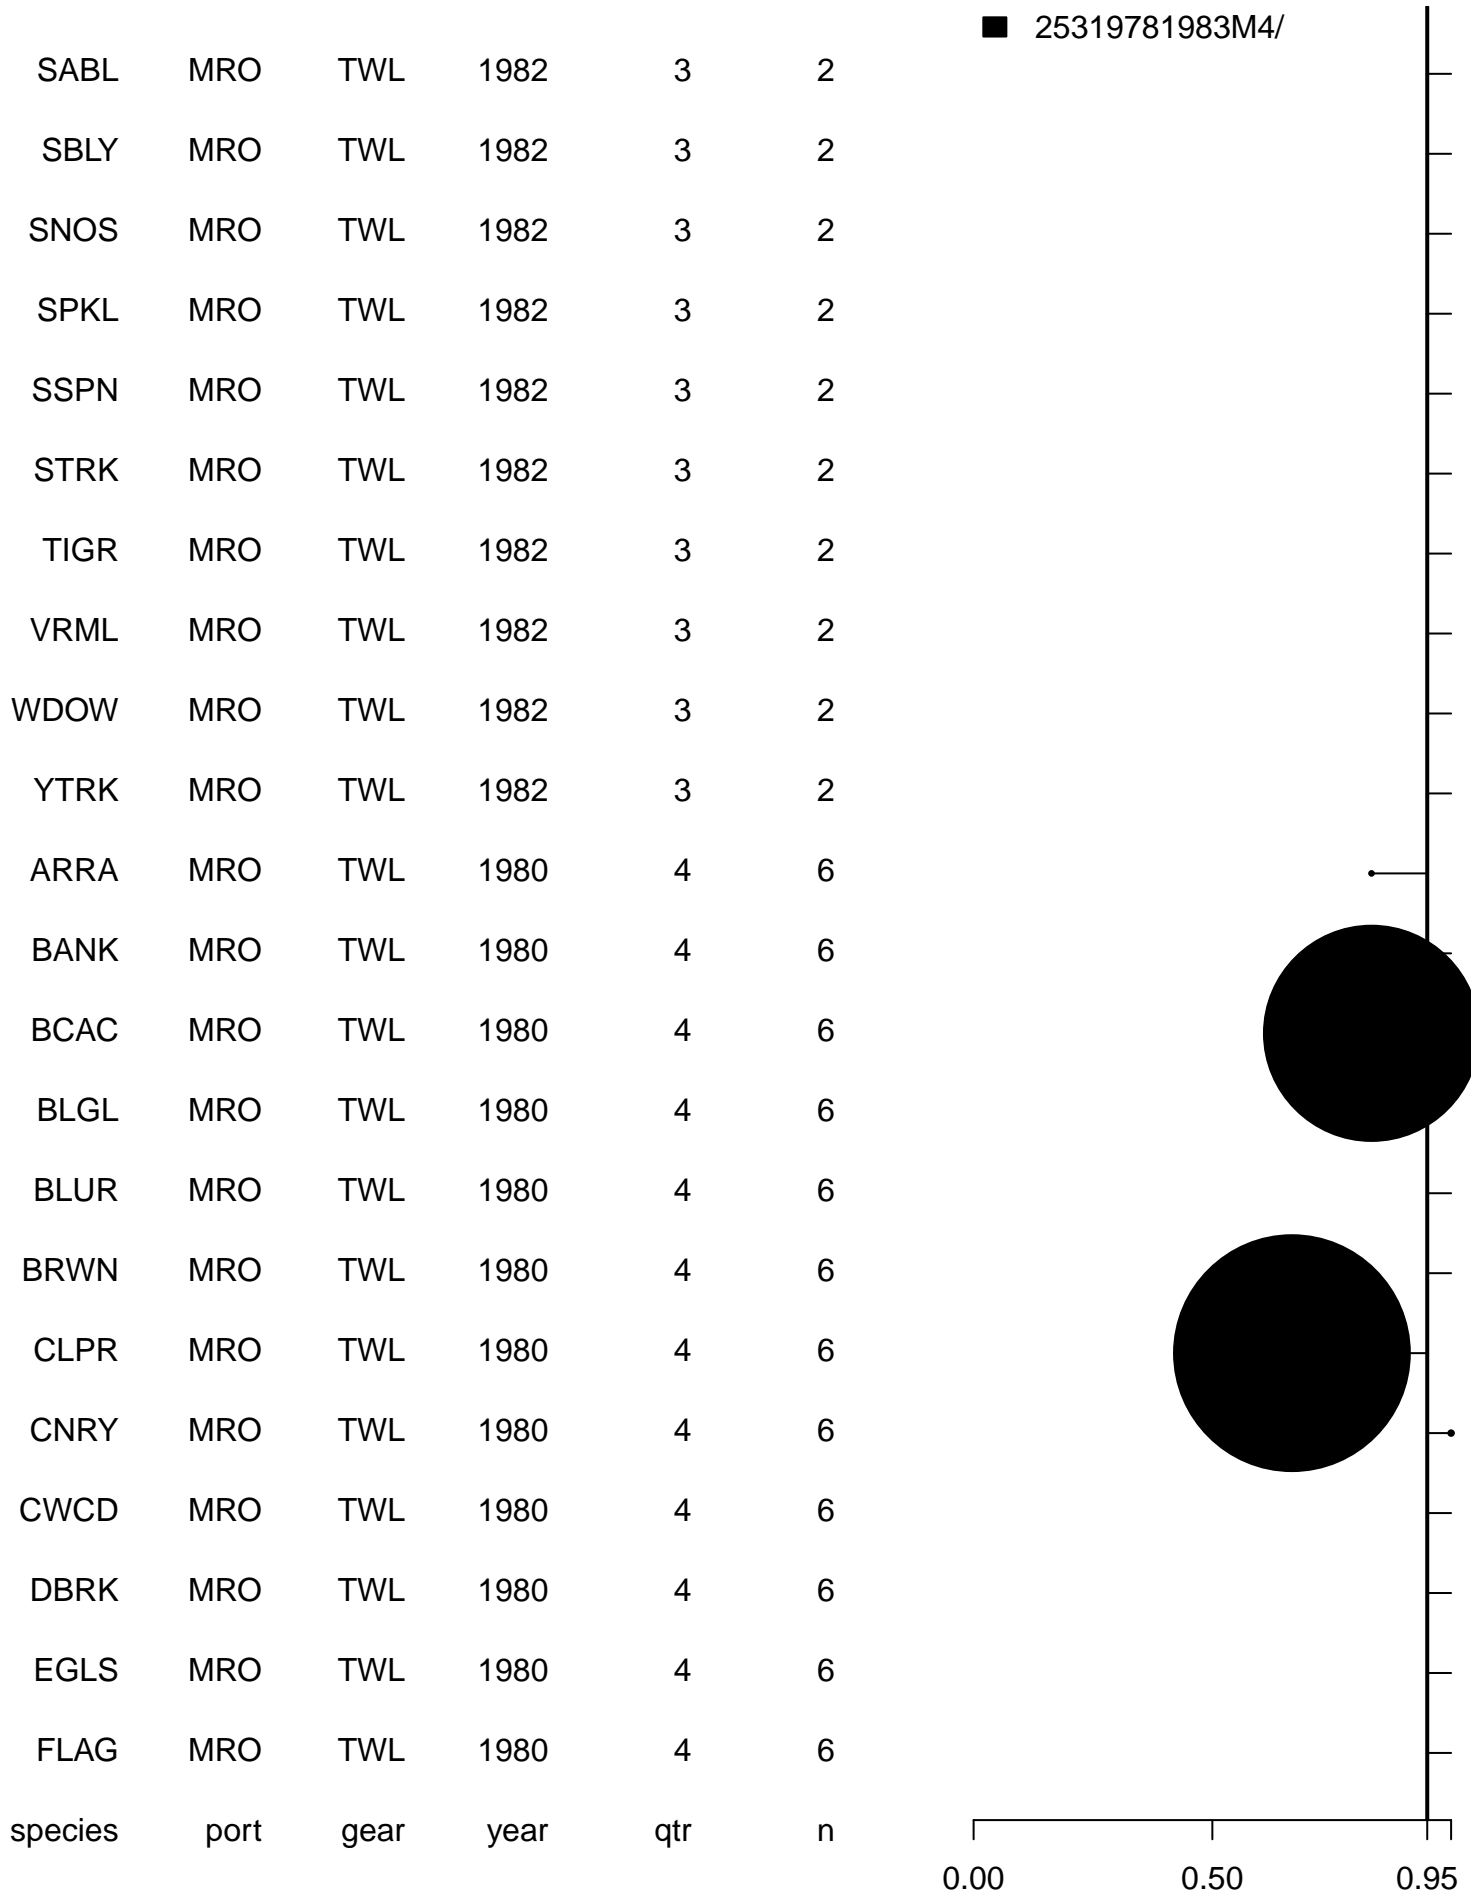 25319781983M4/
SABL MRO TWL 1982 3 2
SBLY MRO TWL 1982 3 2
SNOS MRO TWL 1982 3 2
SPKL MRO TWL 1982 3 2
SSPN MRO TWL 1982 3 2
STRK MRO TWL 1982 3 2
TIGR MRO TWL 1982 3 2
VRML MRO TWL 1982 3 2
WDOW MRO TWL 1982 3 2
YTRK MRO TWL 1982 3 2
ARRA MRO TWL 1980 4 6
BANK MRO TWL 1980 4 6
BCAC MRO TWL 1980 4 6
BLGL MRO TWL 1980 4 6
BLUR MRO TWL 1980 4 6
BRWN MRO TWL 1980 4 6
CLPR MRO TWL 1980 4 6
CNRY MRO TWL 1980 4 6
CWCD MRO TWL 1980 4 6
DBRK MRO TWL 1980 4 6
EGLS MRO TWL 1980 4 6
FLAG MRO TWL 1980 4 6
species port gear year qtr n
0.00 0.50 0.95